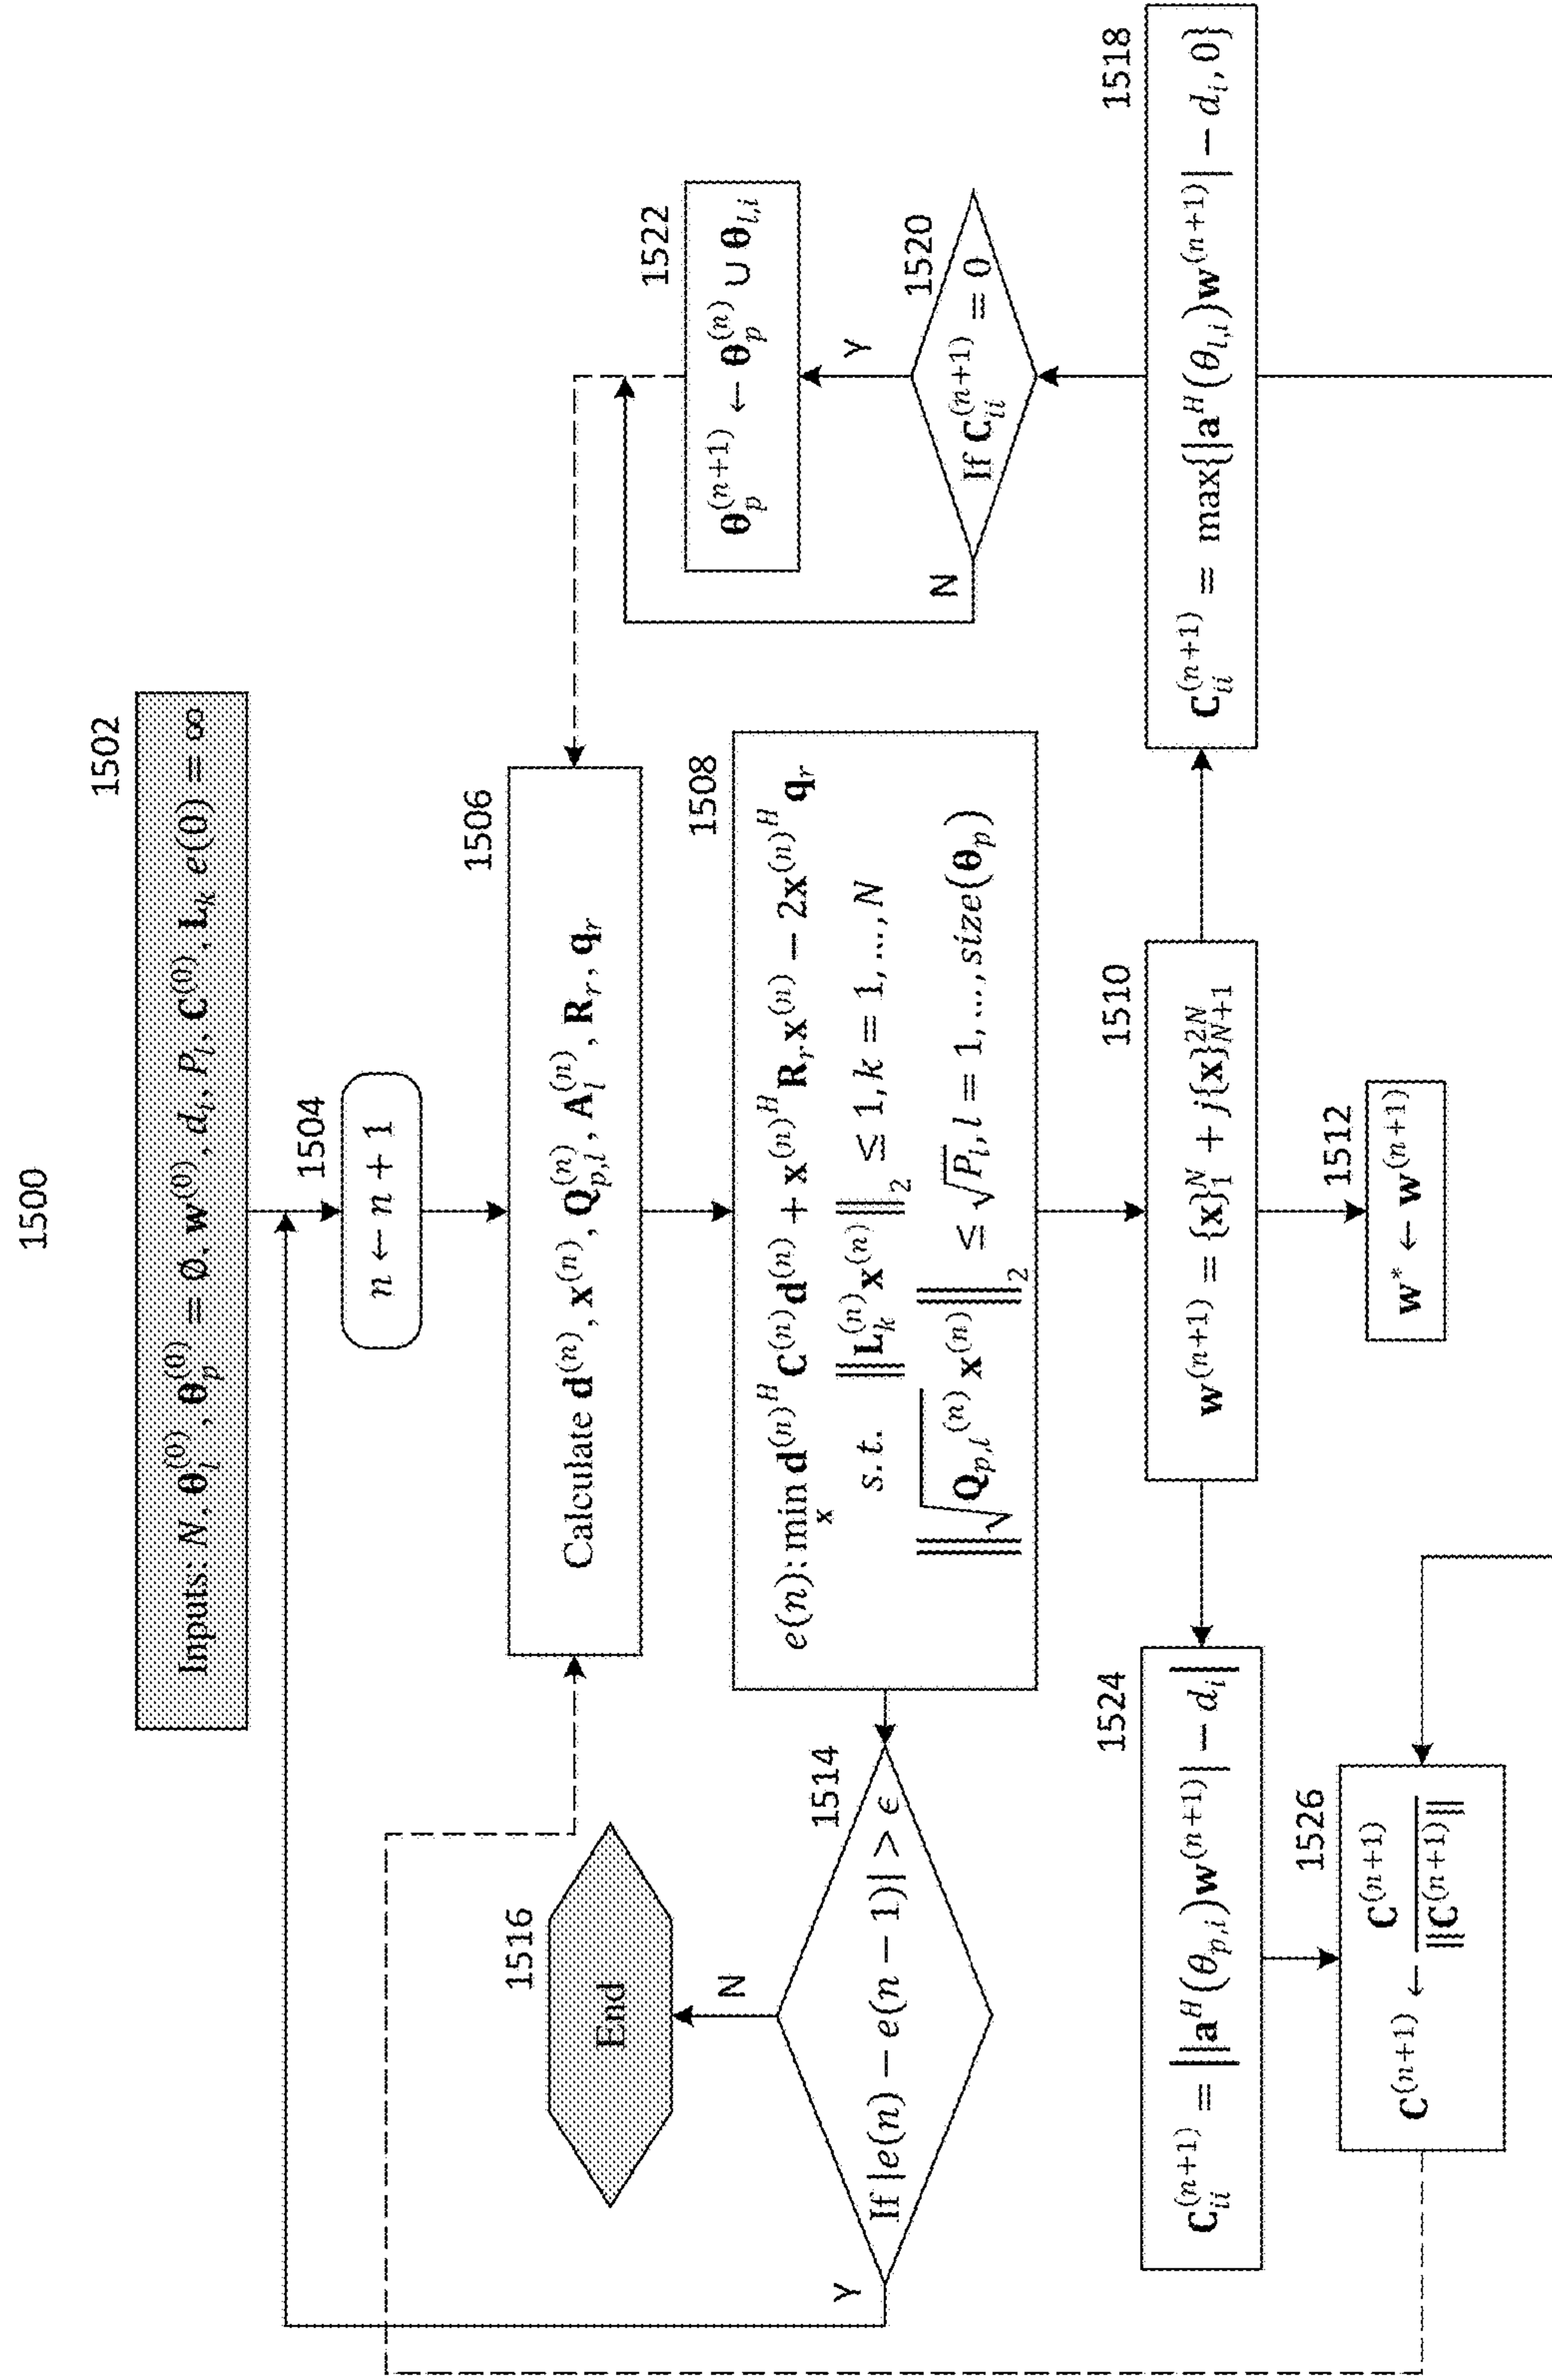 1500
1502
Inputs: N, θ_l^(0), θ_p^(0) = ∅, w^(0), d_i, P_l, C^(0), L_k e(0) = ∞
1504
n ← n + 1
1506
Calculate d^(n), x^(n), Q_{p,l}^(n), A_l^(n), R_r, q_r
1508
e(n): min_x d^(n)^H C^(n) d^(n) + x^(n)^H R_r x^(n) − 2x^(n)^H q_r
s.t. ‖L_k^(n) x^(n)‖_2 ≤ 1, k = 1, …, N
‖√Q_{p,l}^(n) x^(n)‖_2 ≤ √P_l, l = 1, …, size(θ_p)
1510
w^(n+1) = {x}_1^N + j{x}_{N+1}^{2N}
1512
w* ← w^(n+1)
1514
If |e(n) − e(n − 1)| > ϵ
Y
N
1516
End
1518
C_ii^(n+1) = max{|a^H(θ_{l,i})w^(n+1)| − d_i, 0}
1520
If C_ii^(n+1) = 0
Y
N
1522
θ_p^(n+1) ← θ_p^(n) ∪ θ_{l,i}
1524
C_ii^(n+1) = ||a^H(θ_{p,i})w^(n+1)| − d_i|
1526
C^(n+1) ← C^(n+1) / ‖C^(n+1)‖